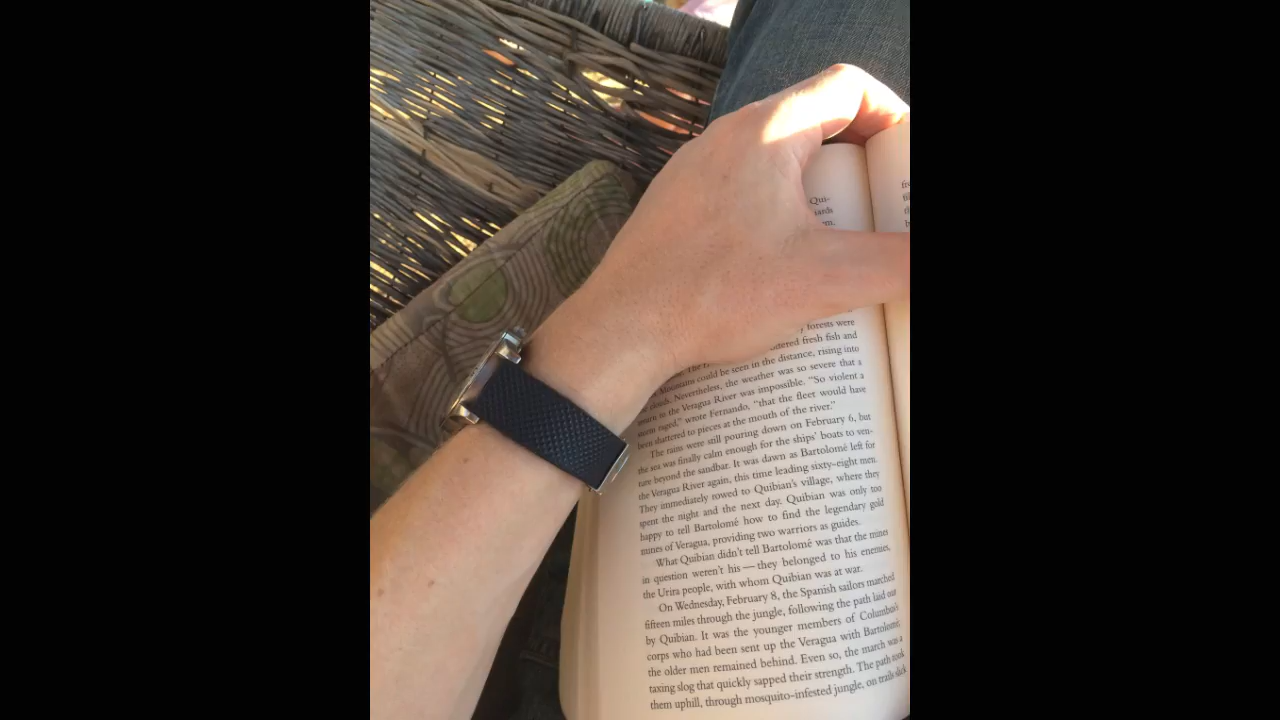 Qui-
iards
m.
forests were
fresh fish and
The
Mountains could be seen in the distance, rising into
clouds. Nevertheless, the weather was so severe that a
return to the Veragua River was impossible. “So violent a
storm raged,” wrote Fernando, “that the fleet would have
been shattered to pieces at the mouth of the river.”
The rains were still pouring down on February 6, but
the sea was finally calm enough for the ships’ boats to ven-
ture beyond the sandbar. It was dawn as Bartolomé left for
the Veragua River again, this time leading sixty-eight men.
They immediately rowed to Quibian’s village, where they
spent the night and the next day. Quibian was only too
happy to tell Bartolomé how to find the legendary gold
mines of Veragua, providing two warriors as guides.
What Quibian didn’t tell Bartolomé was that the mines
in question weren’t his — they belonged to his enemies,
the Urira people, with whom Quibian was at war.
On Wednesday, February 8, the Spanish sailors marched
fifteen miles through the jungle, following the path laid out
by Quibian. It was the younger members of Columbus’s
corps who had been sent up the Veragua with Bartolomé;
the older men remained behind. Even so, the march was a
taxing slog that quickly sapped their strength. The path took
them uphill, through mosquito-infested jungle, on trails slick